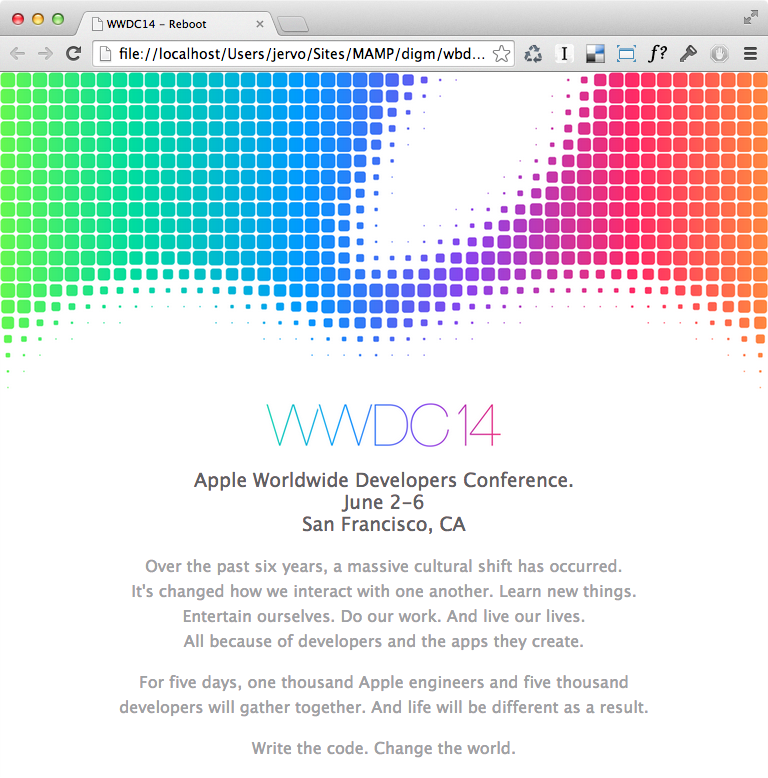 WWDC14 – Reboot
file://localhost/Users/jervo/Sites/MAMP/digm/wbd...
I f?
WWDC14
Apple Worldwide Developers Conference.
June 2–6
San Francisco, CA
Over the past six years, a massive cultural shift has occurred.
It's changed how we interact with one another. Learn new things.
Entertain ourselves. Do our work. And live our lives.
All because of developers and the apps they create.
For five days, one thousand Apple engineers and five thousand
developers will gather together. And life will be different as a result.
Write the code. Change the world.